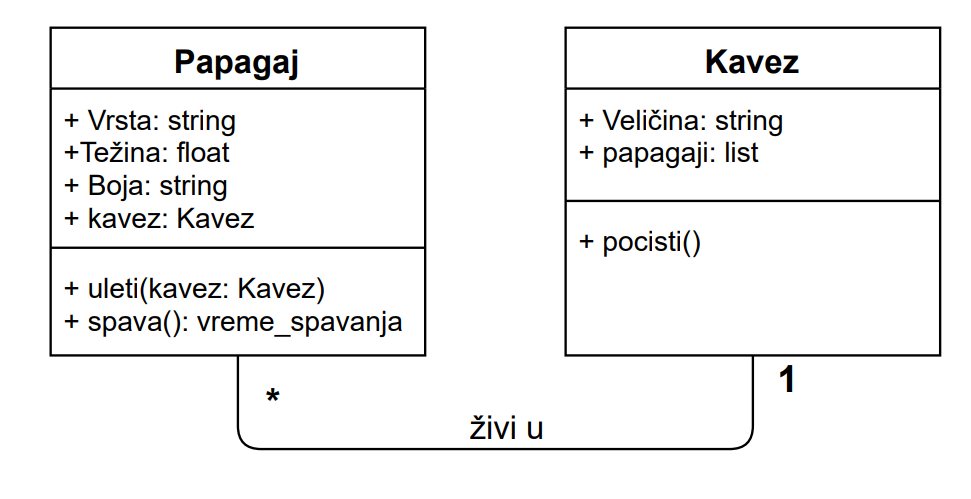 Papagaj
+ Vrsta: string
+Težina: float
+ Boja: string
+ kavez: Kavez
+ uleti(kavez: Kavez)
+ spava(): vreme_spavanja
Kavez
+ Veličina: string
+ papagaji: list
+ pocisti()
*
živi u
1